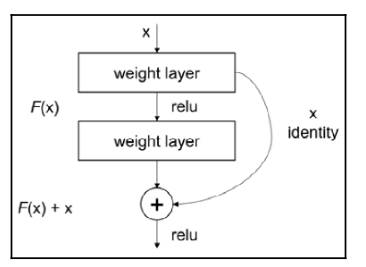 x
weight layer
F(x)
relu
x
identity
weight layer
F(x) + x
+
relu